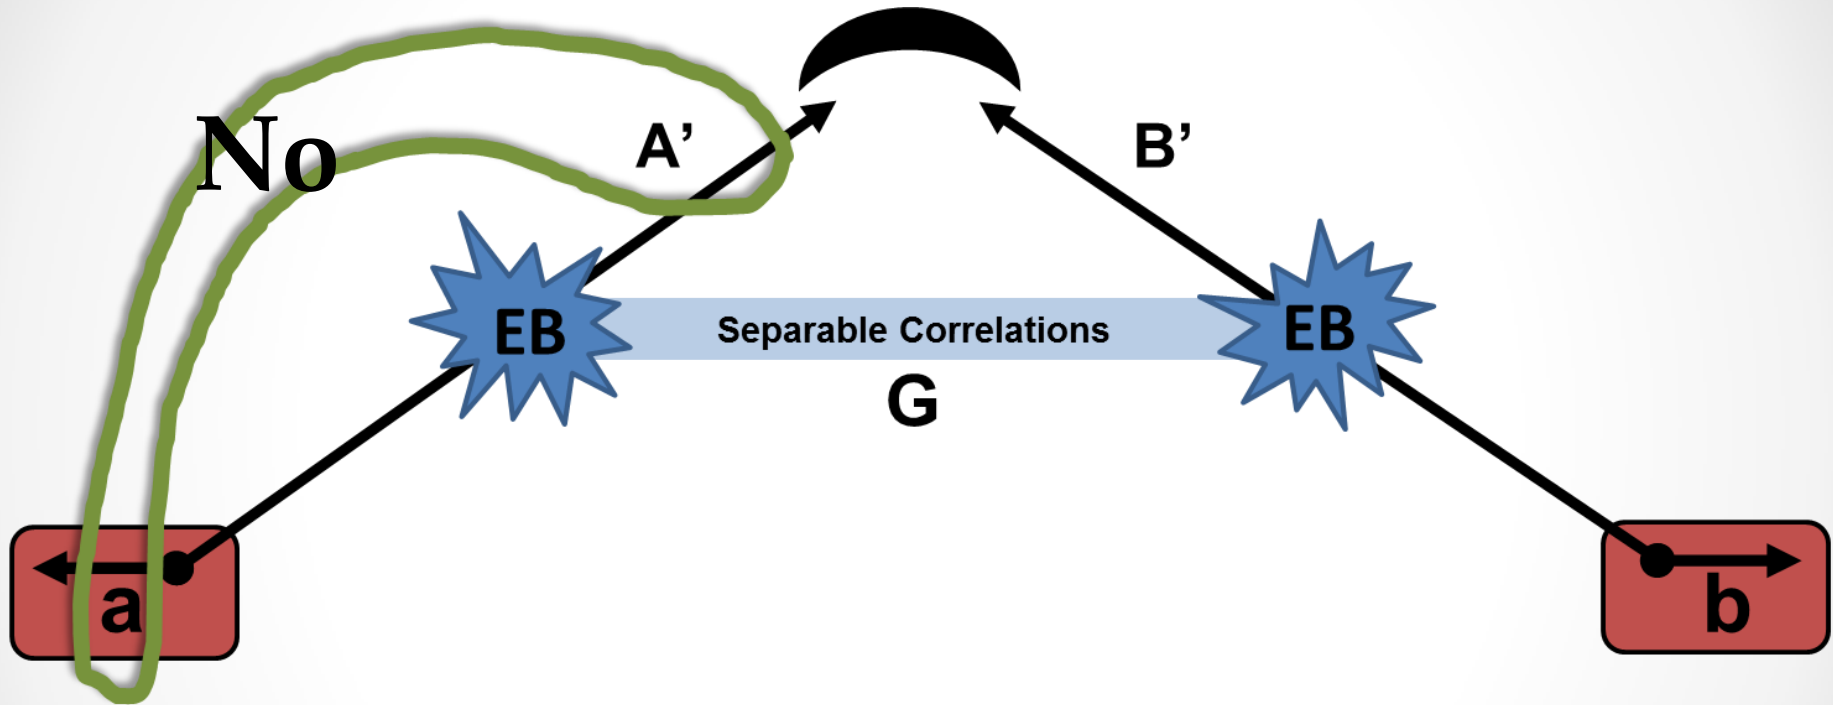 No
A’
B’
EB
Separable Correlations
EB
G
a
b